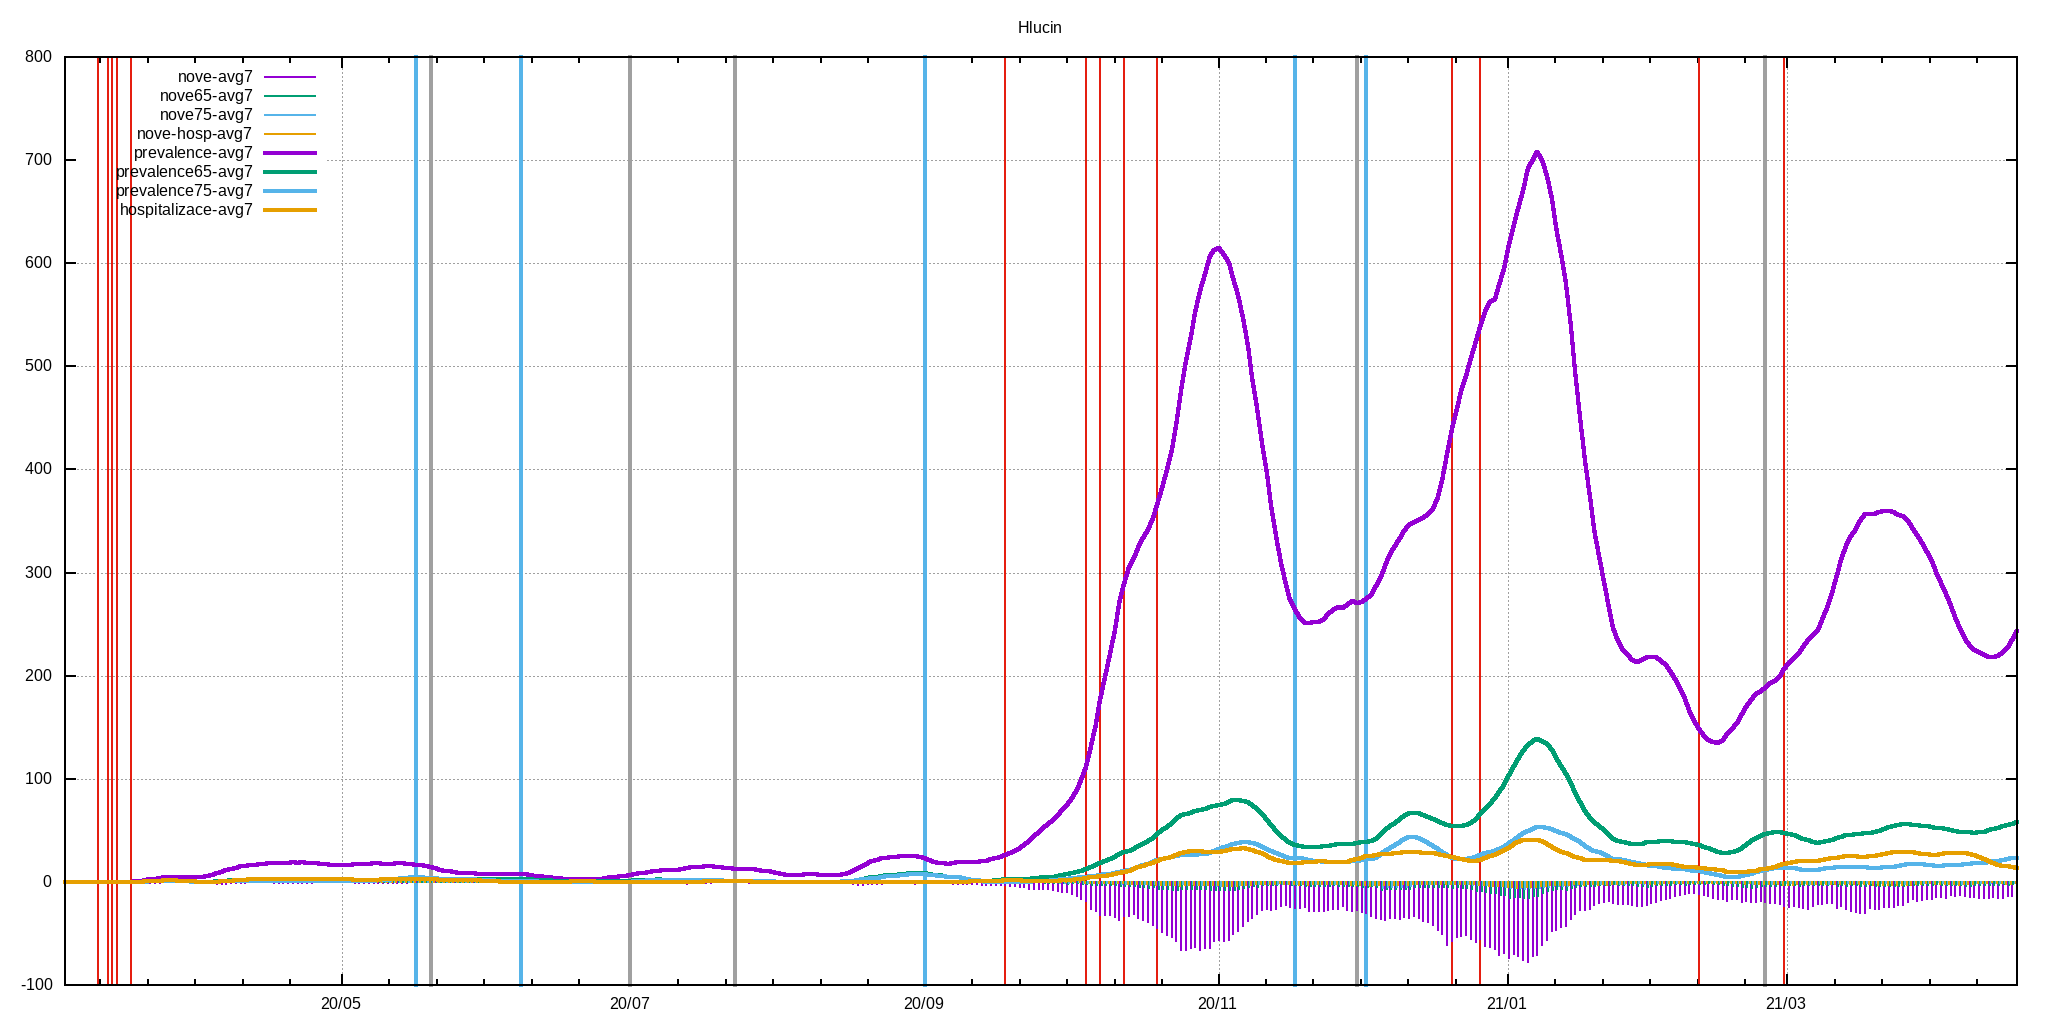 Hlucin
800
700
600
500
400
300
200
100
0
-100
nove-avg7
nove65-avg7
nove75-avg7
nove-hosp-avg7
prevalence-avg7
prevalence65-avg7
prevalence75-avg7
hospitalizace-avg7
20/05 20/07 20/09 20/11 21/01 21/03